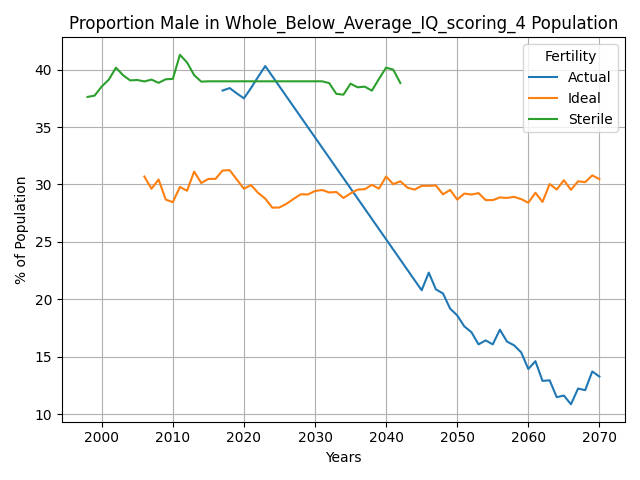 Proportion Male in Whole_Below_Average_IQ_scoring_4 Population
Fertility
Actual
Ideal
Sterile
% of Population
40
35
30
25
20
15
10
2000 2010 2020 2030 2040 2050 2060 2070
Years